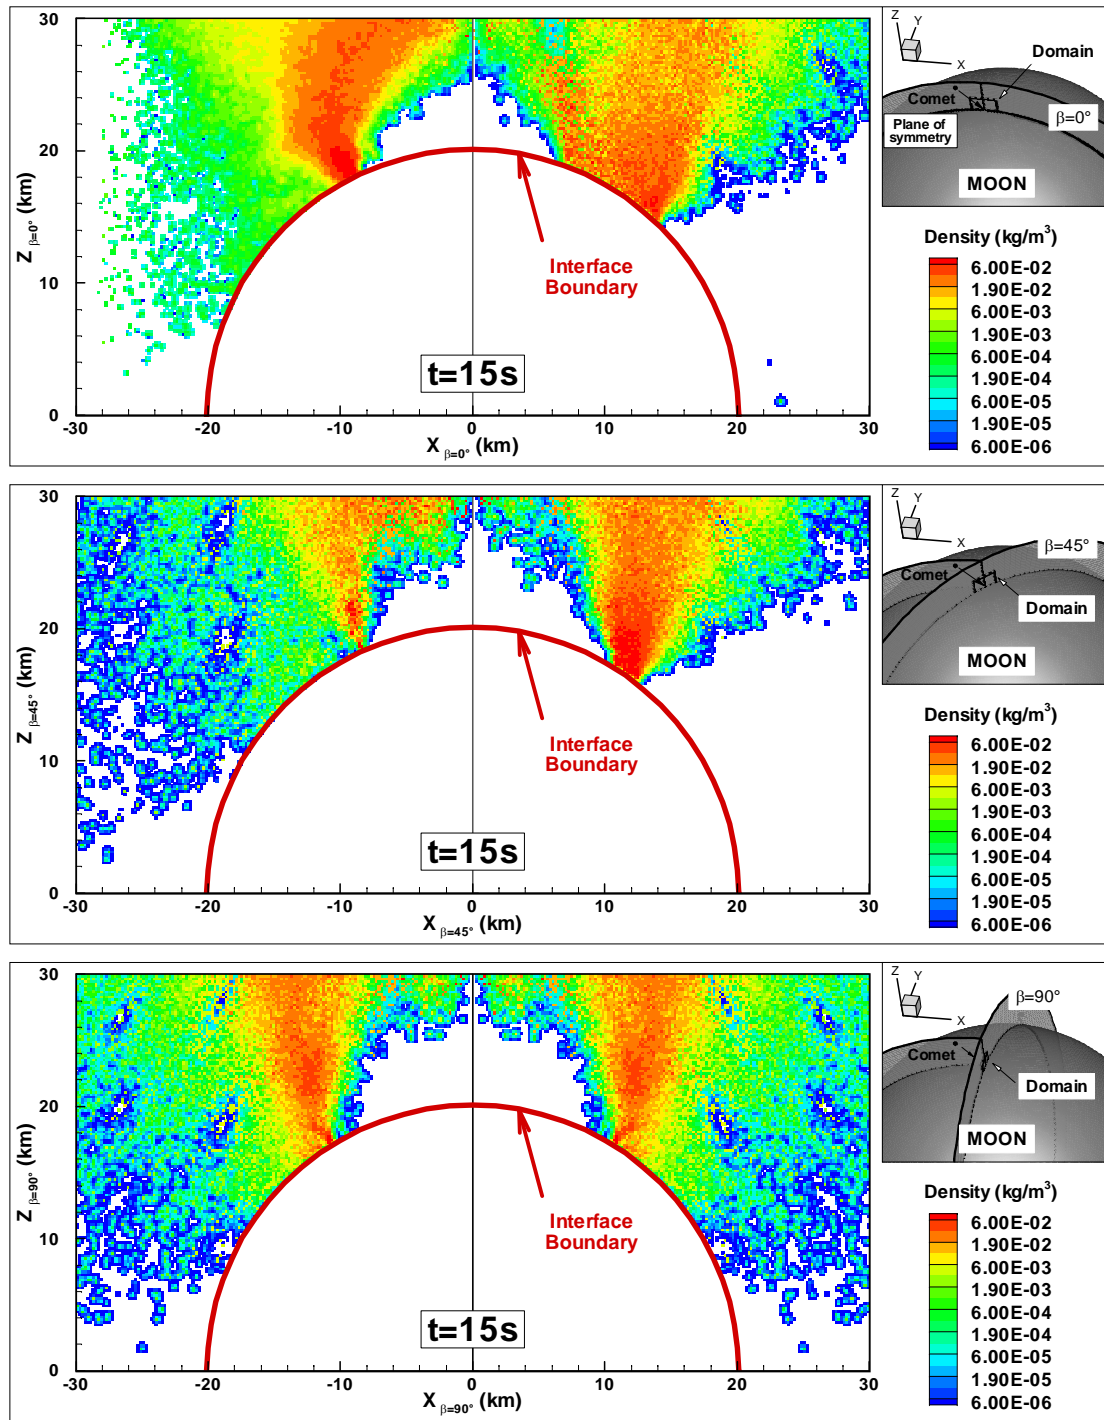 30
20
10
0
-30
-20
-10
0
10
20
30
Z β=0° (km)
X β=0° (km)
Interface
Boundary
t=15s
Z
Y
X
Domain
Comet
β=0°
Plane of
symmetry
MOON
Density (kg/m³)
6.00E-02
1.90E-02
6.00E-03
1.90E-03
6.00E-04
1.90E-04
6.00E-05
1.90E-05
6.00E-06
30
20
10
0
-30
-20
-10
0
10
20
30
Z β=45° (km)
X β=45° (km)
Interface
Boundary
t=15s
Z
Y
X
β=45°
Comet
Domain
MOON
Density (kg/m³)
6.00E-02
1.90E-02
6.00E-03
1.90E-03
6.00E-04
1.90E-04
6.00E-05
1.90E-05
6.00E-06
30
20
10
0
-30
-20
-10
0
10
20
30
Z β=90° (km)
X β=90° (km)
Interface
Boundary
t=15s
Z
Y
X
β=90°
Comet
Domain
MOON
Density (kg/m³)
6.00E-02
1.90E-02
6.00E-03
1.90E-03
6.00E-04
1.90E-04
6.00E-05
1.90E-05
6.00E-06